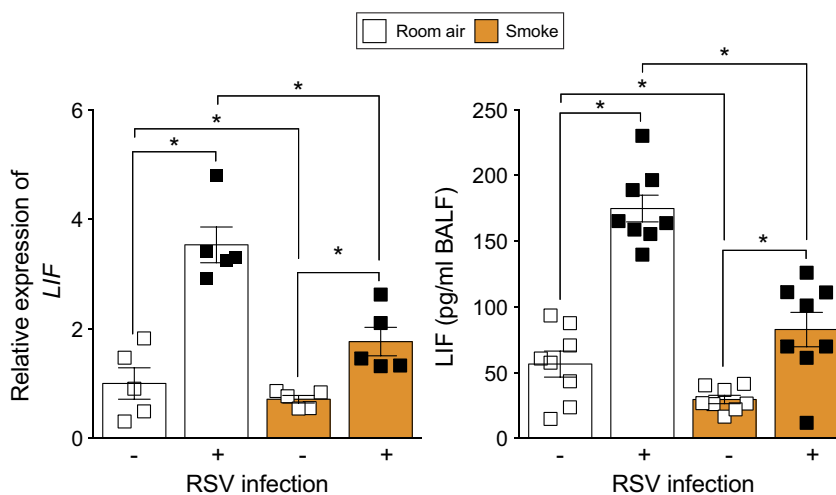 Room air Smoke
* * * *
Relative expression of
LIF
6
4
2
0
- + - +
RSV infection
* * * *
LIF (pg/ml BALF)
250
200
150
100
50
0
- + - +
RSV infection